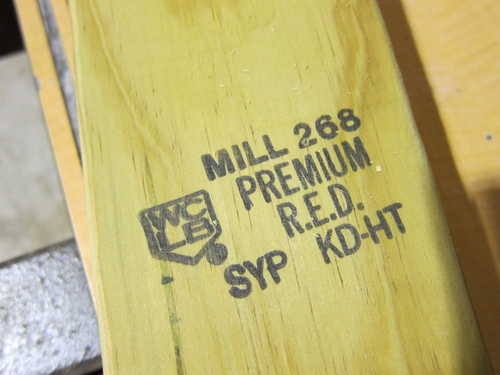 MILL 268
PREMIUM
R.E.D.
WC
LB
SYP KD-HT